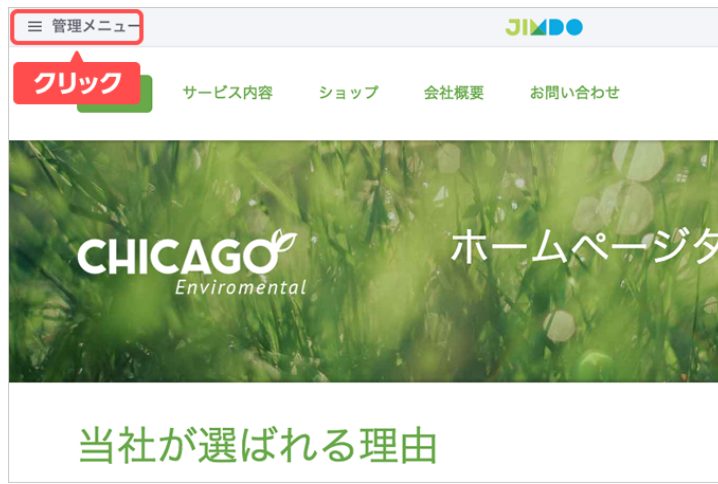 管理メニュー
JIMDO
クリック
サービス内容 ショップ 会社概要 お問い合わせ
CHICAGO
Enviromental
ホームページタ
当社が選ばれる理由